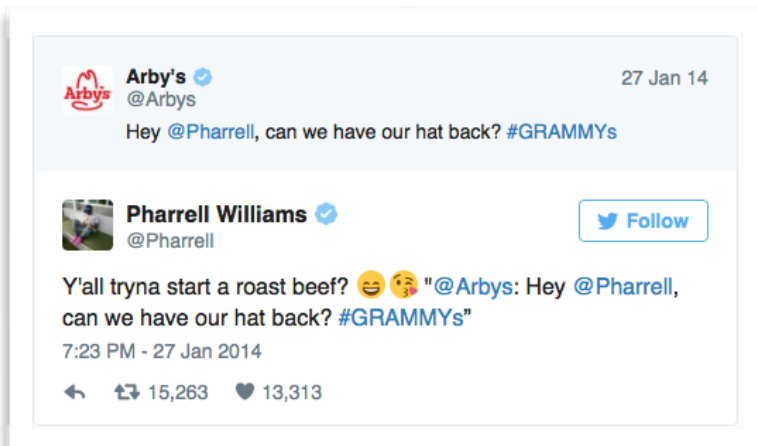 Arby's
Arby's 27 Jan 14
@Arbys
Hey @Pharrell, can we have our hat back? #GRAMMYs
Pharrell Williams Follow
@Pharrell
Y'all tryna start a roast beef? 😄😘 "@Arbys: Hey @Pharrell,
can we have our hat back? #GRAMMYs"
7:23 PM - 27 Jan 2014
15,263 13,313